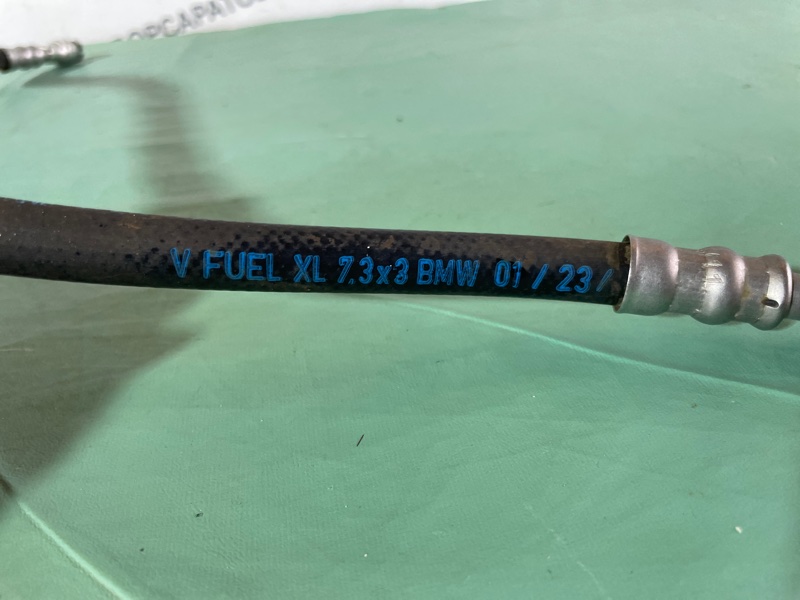 V FUEL XL 7.3x3 BMW 01 / 23 /